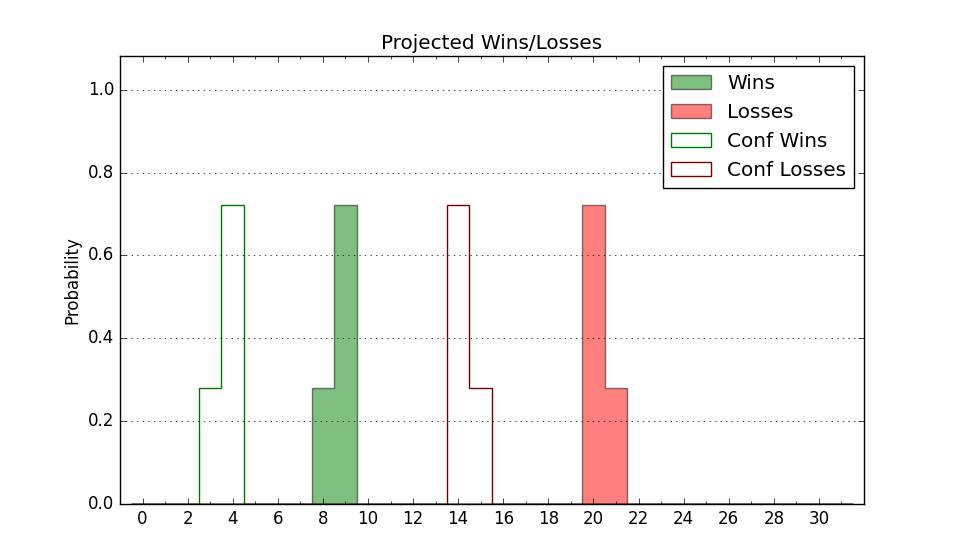 Projected Wins/Losses
Wins
Losses
Conf Wins
Conf Losses
Probability
1.0
0.8
0.6
0.4
0.2
0.0
0 2 4 6 8 10 12 14 16 18 20 22 24 26 28 30